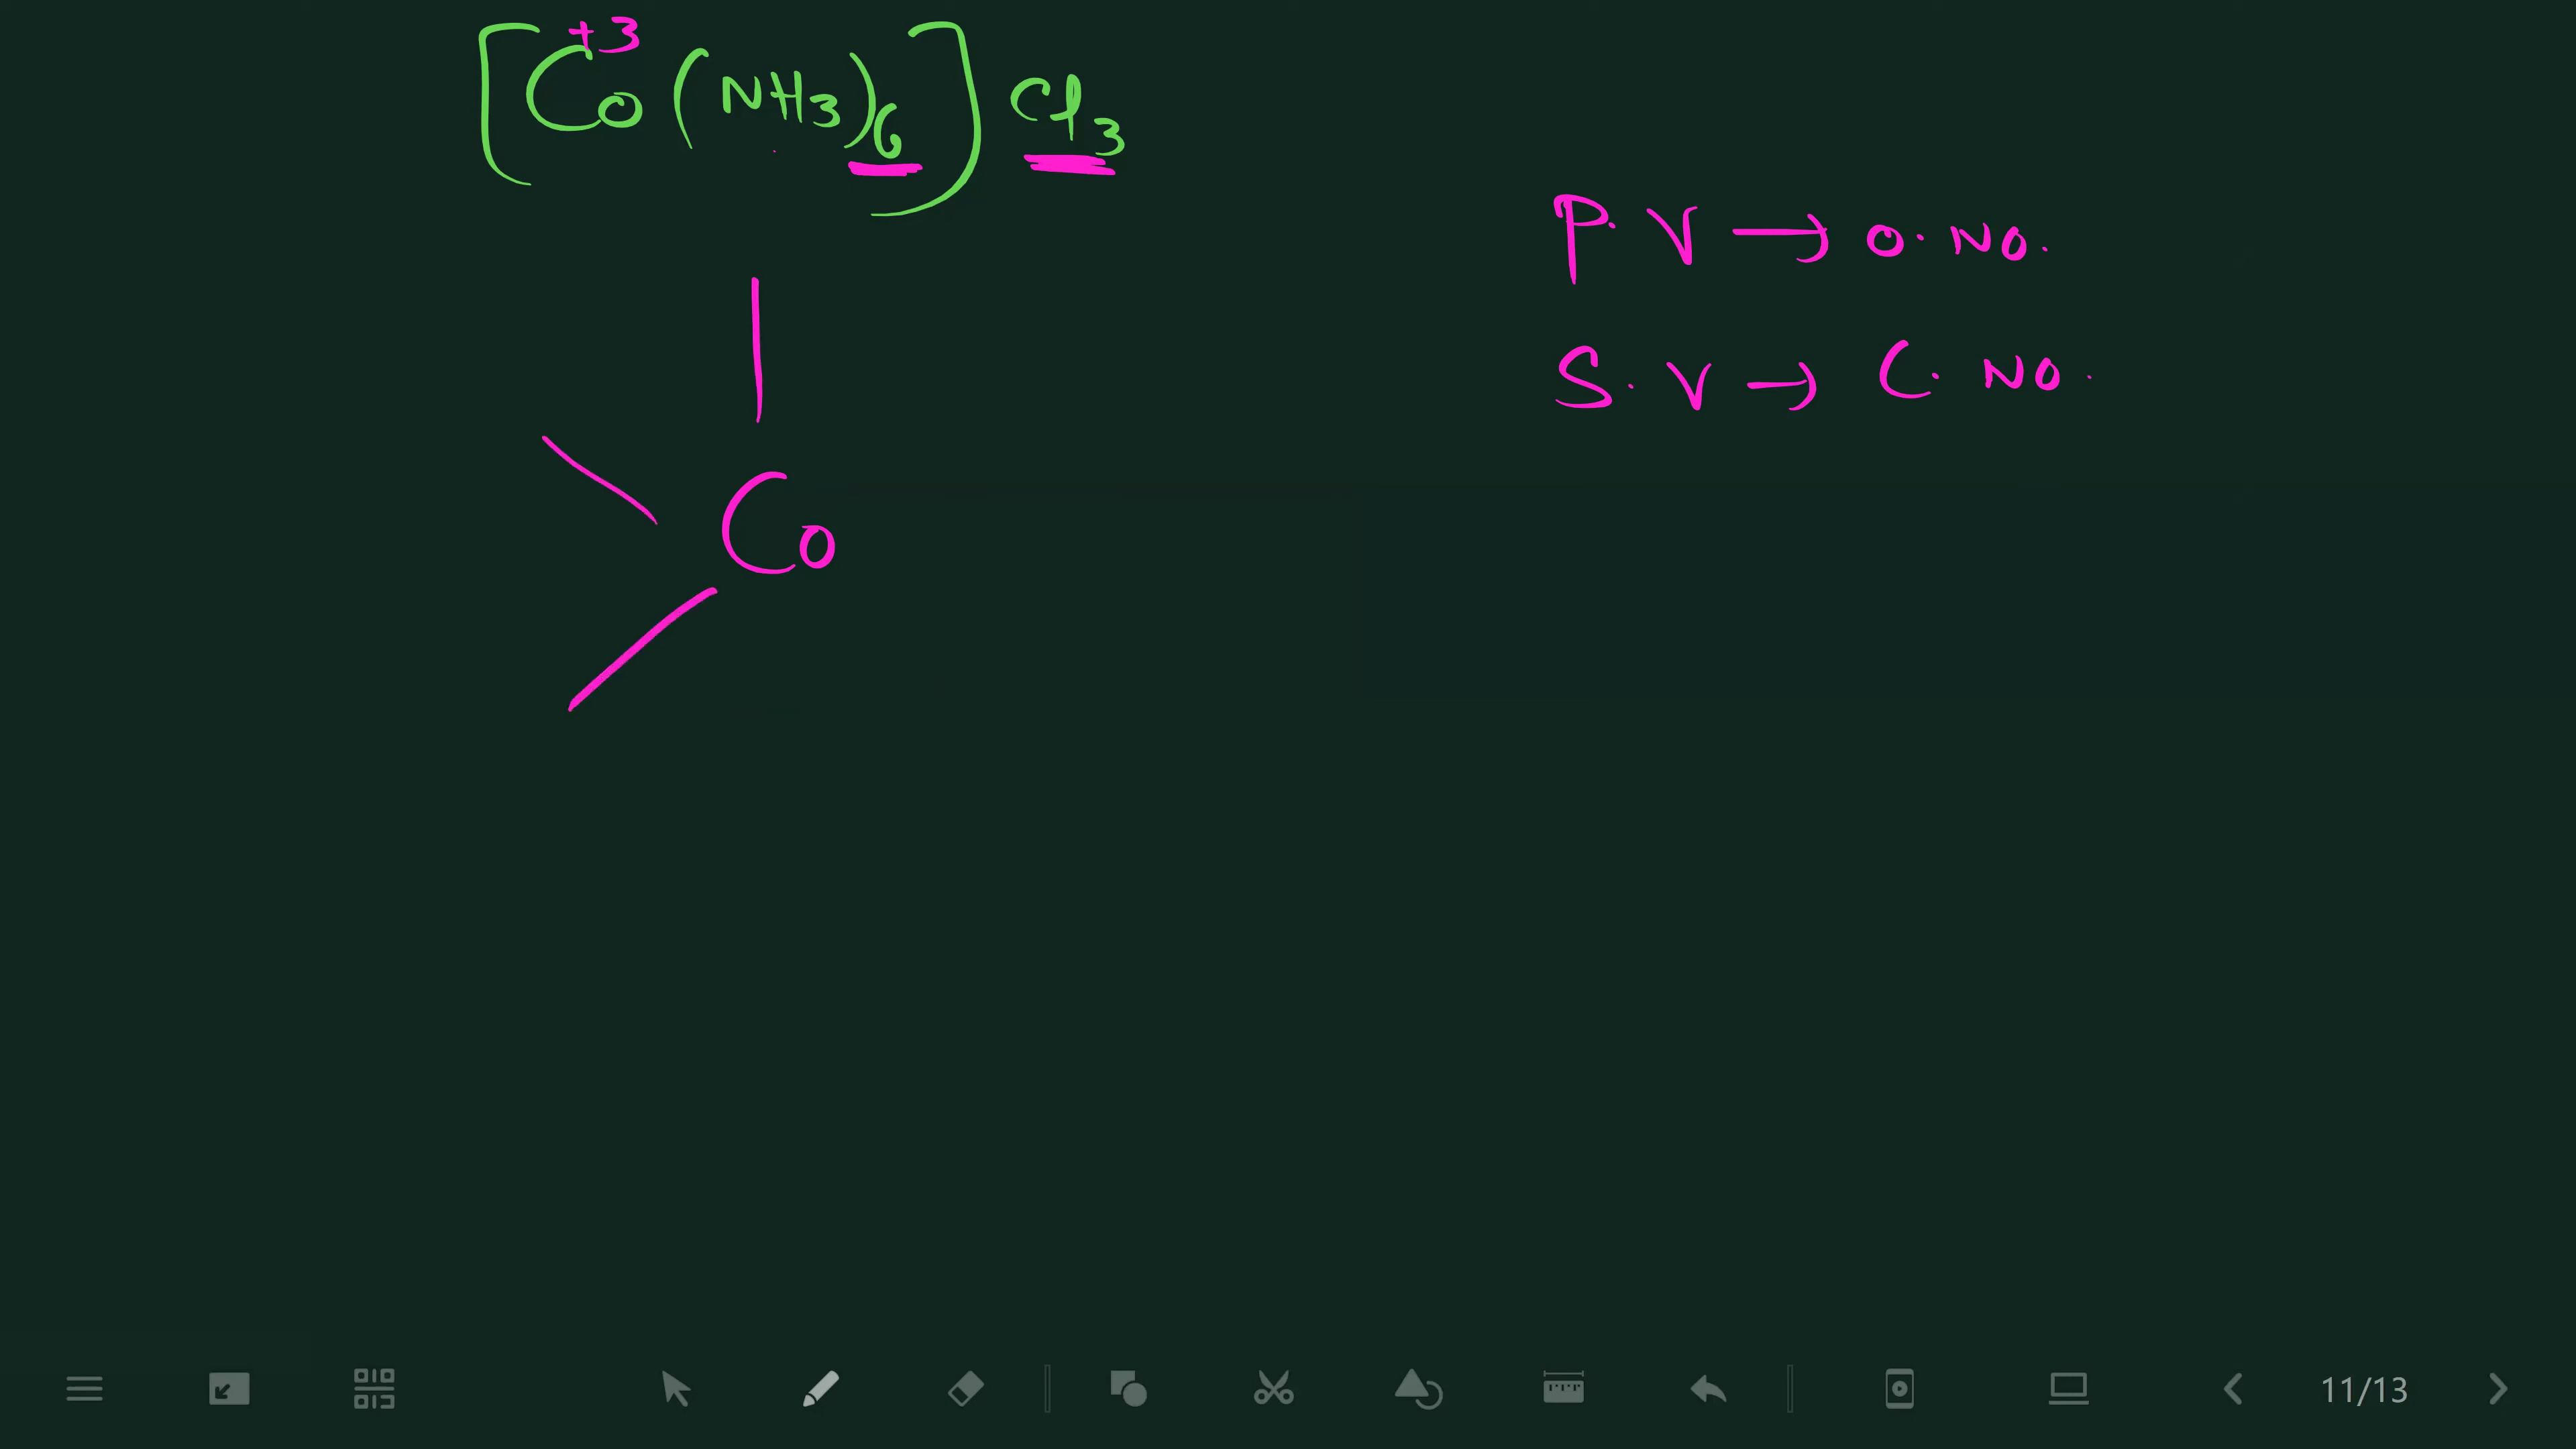 +3
[Co(NH3)6]Cl3
P. V → O. NO.
S. V → C. NO.
Co
11/13